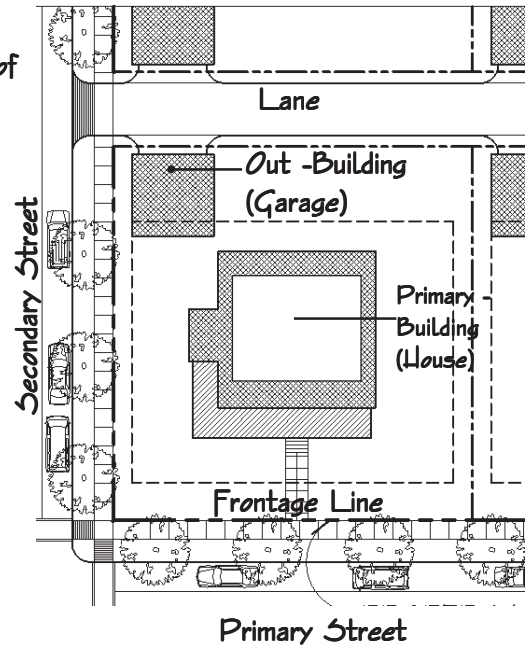 of
Lane
Out -Building
(Garage)
Secondary Street
Primary -
Building
(House)
Frontage Line
Primary Street